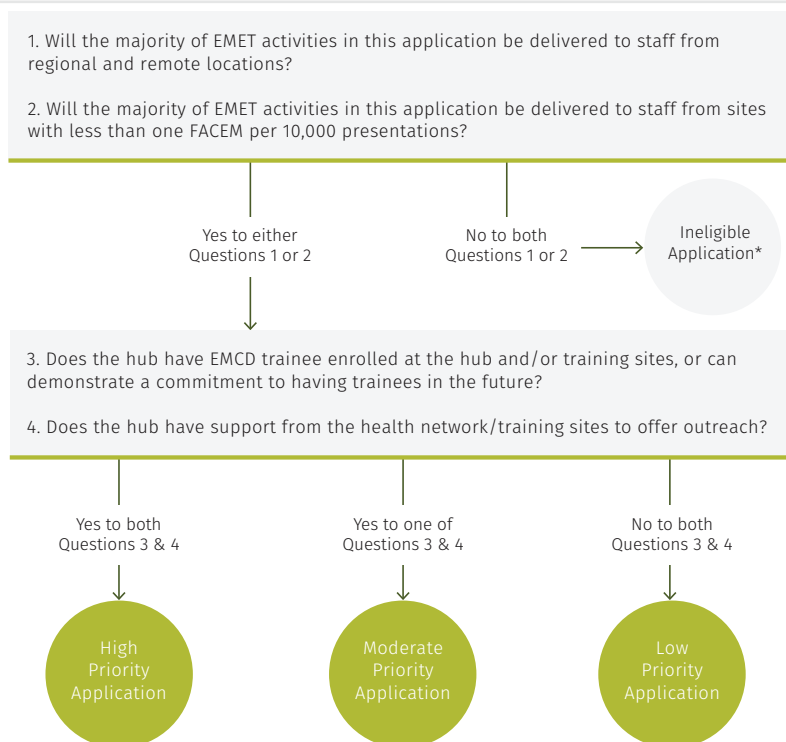 1. Will the majority of EMET activities in this application be delivered to staff from
regional and remote locations?
2. Will the majority of EMET activities in this application be delivered to staff from sites
with less than one FACEM per 10,000 presentations?
Yes to either
Questions 1 or 2
No to both
Questions 1 or 2
Ineligible
Application*
3. Does the hub have EMCD trainee enrolled at the hub and/or training sites, or can
demonstrate a commitment to having trainees in the future?
4. Does the hub have support from the health network/training sites to offer outreach?
Yes to both
Questions 3 & 4
Yes to one of
Questions 3 & 4
No to both
Questions 3 & 4
High
Priority
Application
Moderate
Priority
Application
Low
Priority
Application